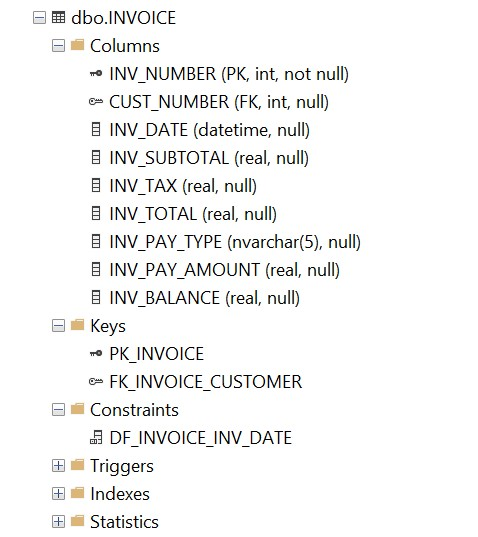 dbo.INVOICE
Columns
INV_NUMBER (PK, int, not null)
CUST_NUMBER (FK, int, null)
INV_DATE (datetime, null)
INV_SUBTOTAL (real, null)
INV_TAX (real, null)
INV_TOTAL (real, null)
INV_PAY_TYPE (nvarchar(5), null)
INV_PAY_AMOUNT (real, null)
INV_BALANCE (real, null)
Keys
PK_INVOICE
FK_INVOICE_CUSTOMER
Constraints
DF_INVOICE_INV_DATE
Triggers
Indexes
Statistics